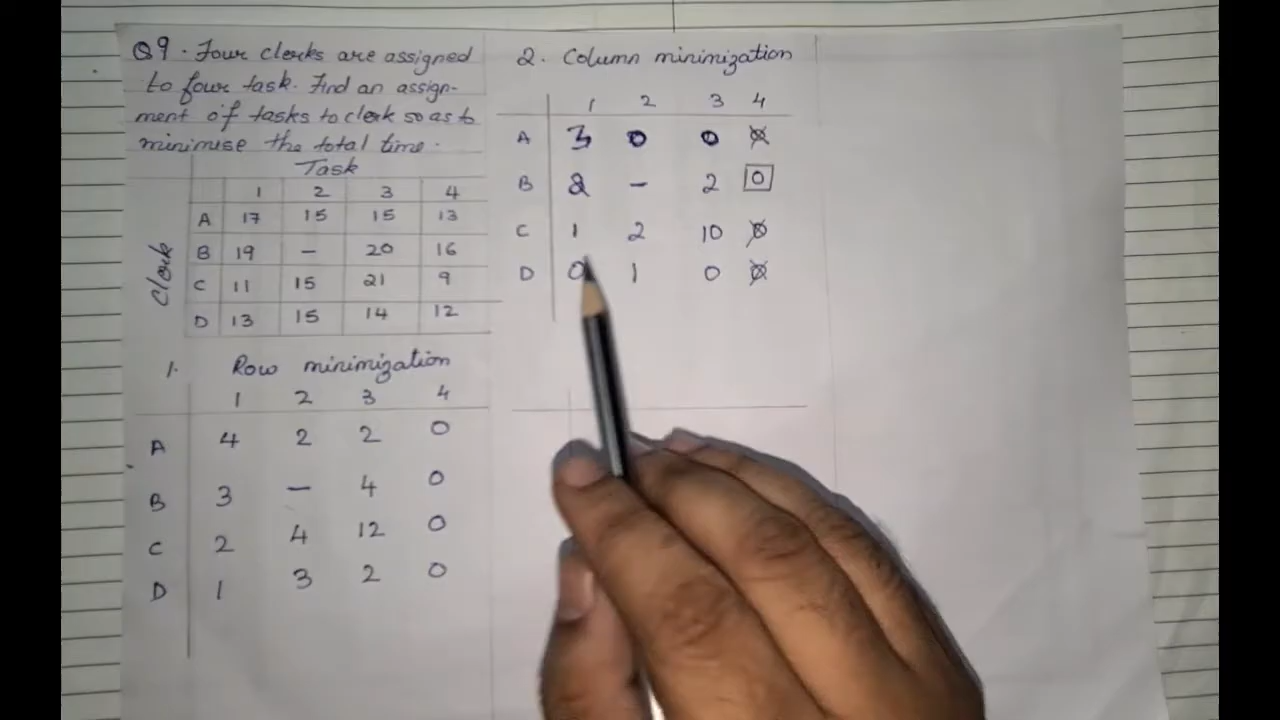 Q9. Four clerks are assigned
to four task. Find an assign-
ment of tasks to clerk so as to
minimise the total time.
Task
1 2 3 4
Clerk
A 17 15 15 13
B 19 - 20 16
C 11 15 21 9
D 13 15 14 12
1. Row minimization
1 2 3 4
A 4 2 2 0
B 3 - 4 0
C 2 4 12 0
D 1 3 2 0
2. Column minimization
1 2 3 4
A 3 0 0 0
B 2 - 2 0
C 1 2 10 0
D 0 1 0 0